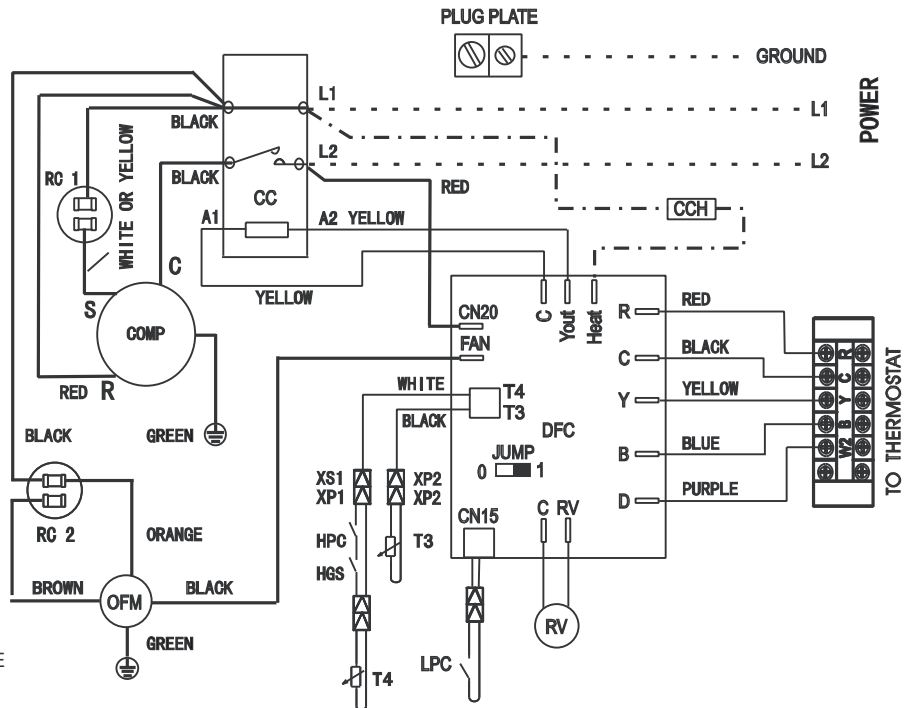 PLUG PLATE
GROUND
L1
L1
POWER
BLACK
L2
L2
BLACK
RED
RC 1
WHITE OR YELLOW
CC
CCH
A1
A2 YELLOW
C
YELLOW
S
COMP
CN20
C
Yout
Heat
R
RED
FAN
R
C
BLACK
C
RED R
WHITE
T4
Y
YELLOW
Y
BLACK
T3
DFC
BLACK
GREEN
JUMP
B
BLUE
B
0
1
W2
TO THERMOSTAT
XS1
XP2
XP1
XP2
D
PURPLE
CN15
C RV
RC 2
ORANGE
HPC
T3
HGS
BROWN
OFM
BLACK
RV
GREEN
E
T4
LPC